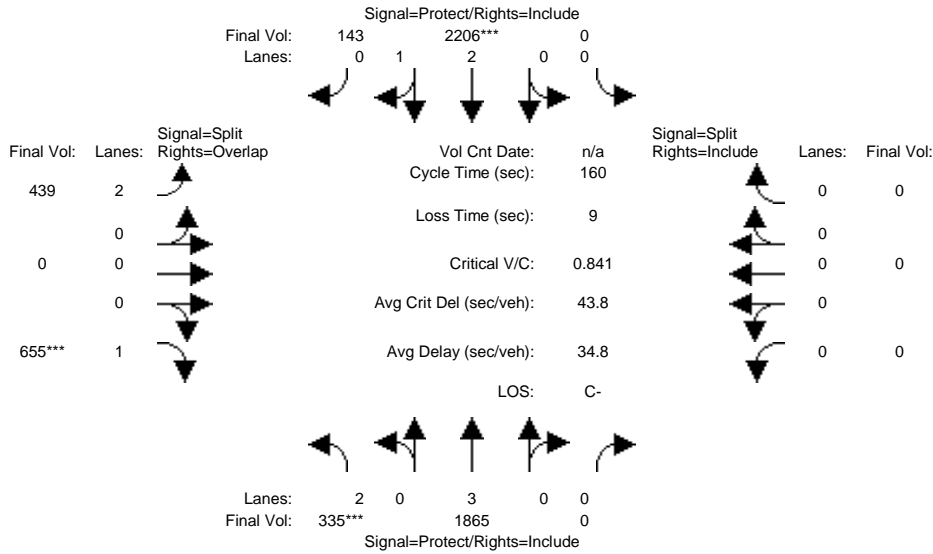 Signal=Protect/Rights=Include
Final Vol: 143 2206*** 0
Lanes: 0 1 2 0 0
Signal=Split
Final Vol: Lanes: Rights=Overlap
Vol Cnt Date: n/a
Signal=Split
Rights=Include Lanes: Final Vol:
Cycle Time (sec): 160
439 2 0 0
Loss Time (sec): 9
0 0
0 0 Critical V/C: 0.841 0 0
0 Avg Crit Del (sec/veh): 43.8 0
655*** 1 Avg Delay (sec/veh): 34.8 0 0
LOS: C-
Lanes: 2 0 3 0 0
Final Vol: 335*** 1865 0
Signal=Protect/Rights=Include